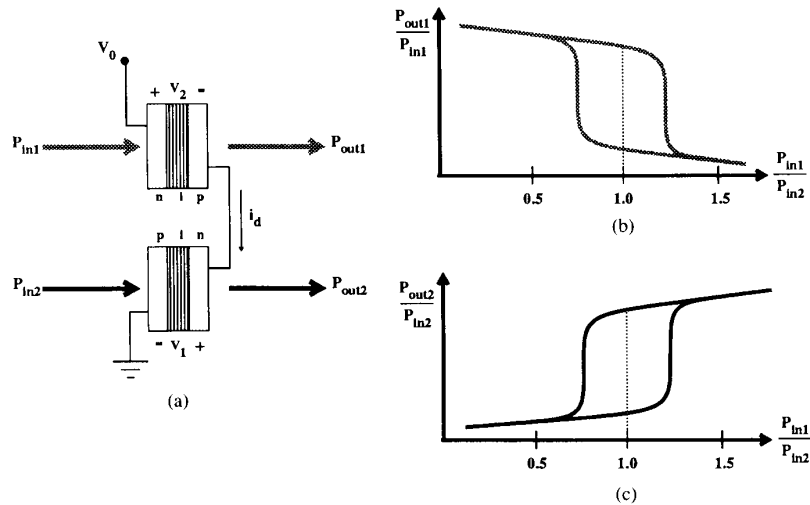 V0
+ V2 -
Pin1
Pout1
n i p
id
p i n
Pin2
Pout2
- V1 +
(a)
Pout1
Pin1
0.5 1.0 1.5
Pin1
Pin2
(b)
Pout2
Pin2
0.5 1.0 1.5
Pin1
Pin2
(c)